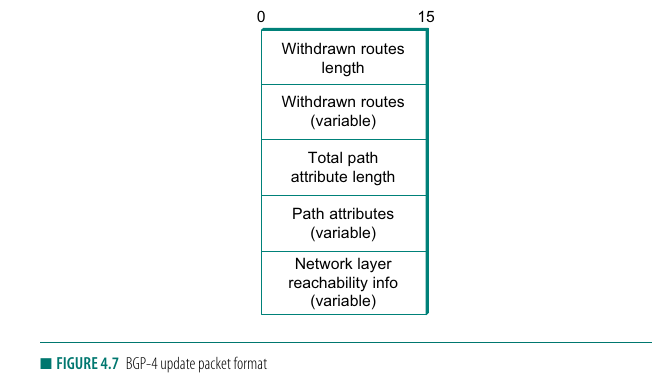 0 15
Withdrawn routes
length
Withdrawn routes
(variable)
Total path
attribute length
Path attributes
(variable)
Network layer
reachability info
(variable)
■ FIGURE 4.7 BGP-4 update packet format